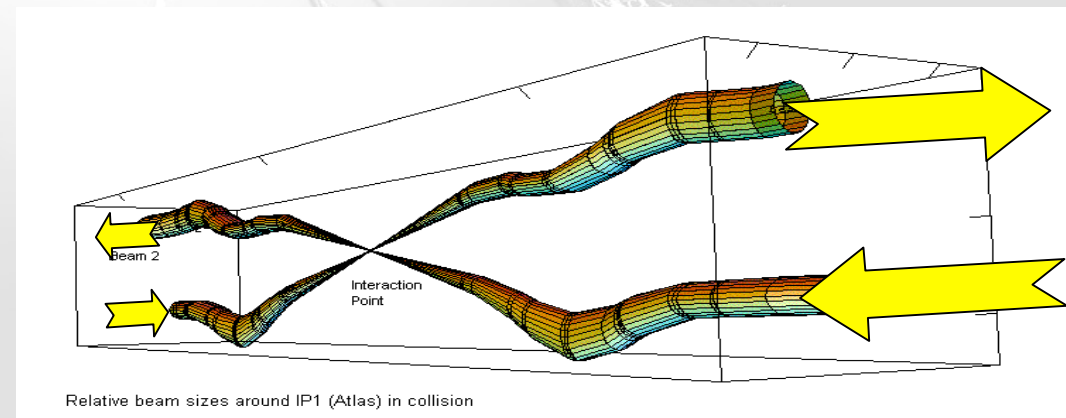 Beam 2
Interaction
Point
Relative beam sizes around IP1 (Atlas) in collision